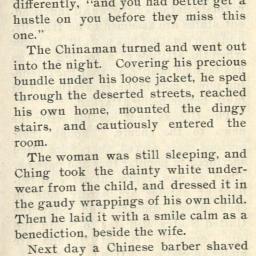 differently, "and you had better get a
hustle on you before they miss this
one."
The Chinaman turned and went out
into the night. Covering his precious
bundle under his loose jacket, he sped
through the deserted streets, reached
his own home, mounted the dingy
stairs, and cautiously entered the
room.
The woman was still sleeping, and
Ching took the dainty white under-
wear from the child, and dressed it in
the gaudy wrappings of his own child.
Then he laid it with a smile calm as a
benediction, beside the wife.
Next day a Chinese barber shaved